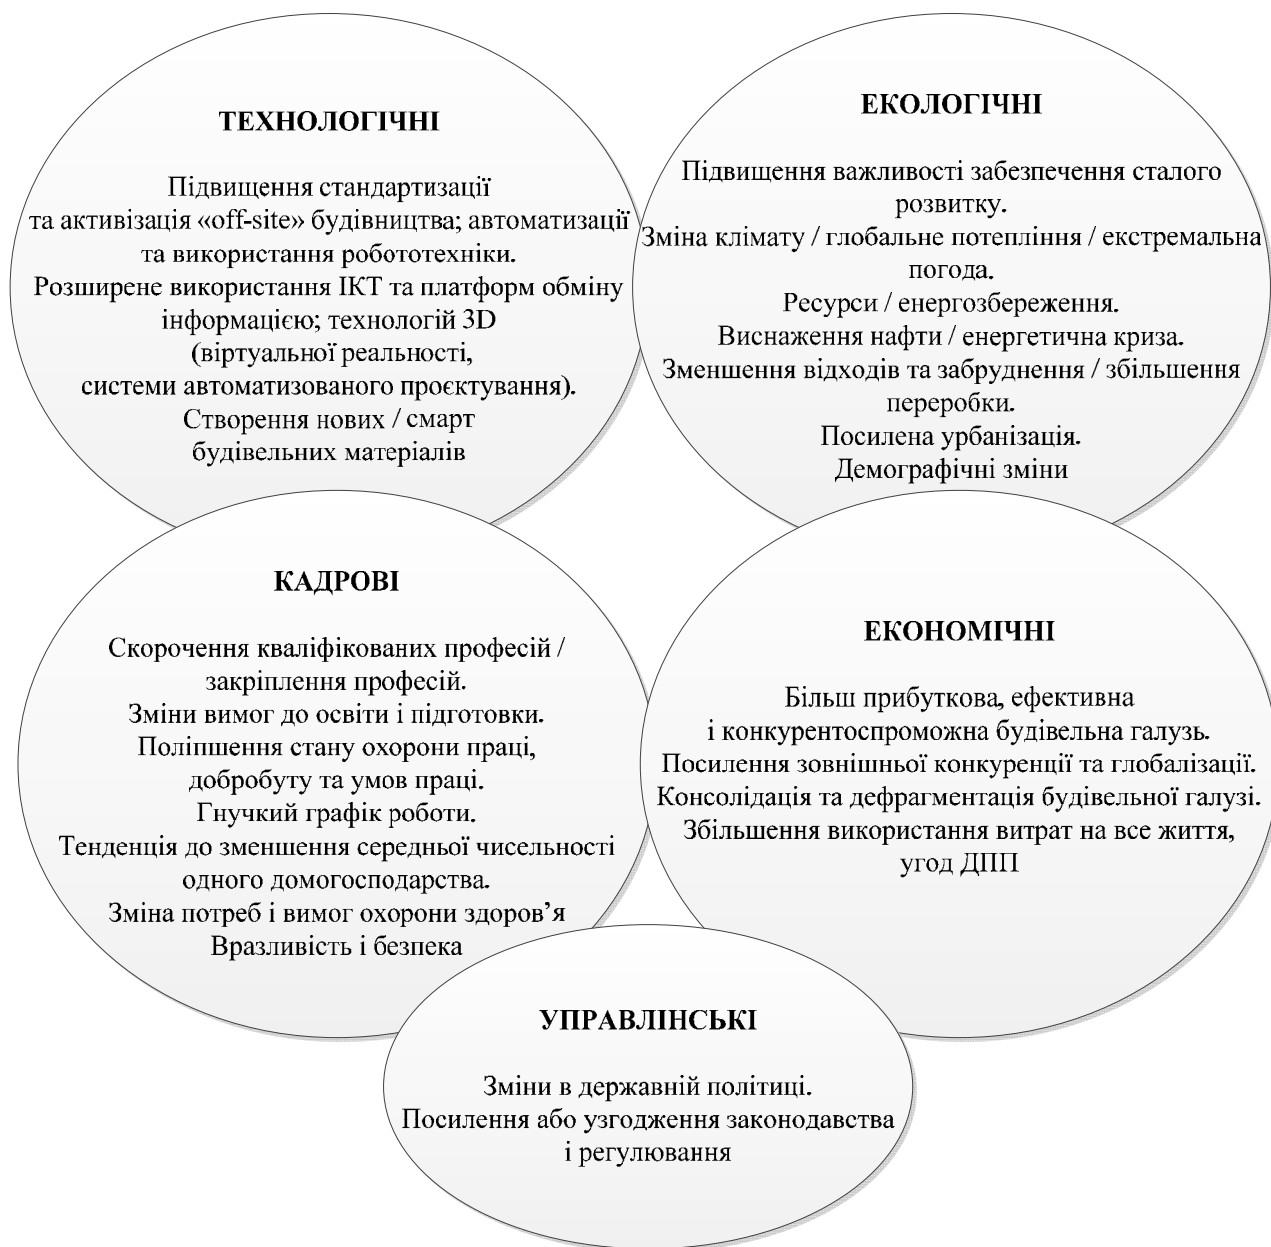 ТЕХНОЛОГІЧНІ
Підвищення стандартизації
та активізація «off-site» будівництва; автоматизації
та використання робототехніки.
Розширене використання ІКТ та платформ обміну
інформацією; технологій 3D
(віртуальної реальності,
системи автоматизованого проєктування).
Створення нових / смарт
будівельних матеріалів
ЕКОЛОГІЧНІ
Підвищення важливості забезпечення сталого
розвитку.
Зміна клімату / глобальне потепління / екстремальна
погода.
Ресурси / енергозбереження.
Виснаження нафти / енергетична криза.
Зменшення відходів та забруднення / збільшення
переробки.
Посилена урбанізація.
Демографічні зміни
КАДРОВІ
Скорочення кваліфікованих професій /
закріплення професій.
Зміни вимог до освіти і підготовки.
Поліпшення стану охорони праці,
добробуту та умов праці.
Гнучкий графік роботи.
Тенденція до зменшення середньої чисельності
одного домогосподарства.
Зміна потреб і вимог охорони здоров’я
Вразливість і безпека
ЕКОНОМІЧНІ
Більш прибуткова, ефективна
і конкурентоспроможна будівельна галузь.
Посилення зовнішньої конкуренції та глобалізації.
Консолідація та дефрагментація будівельної галузі.
Збільшення використання витрат на все життя,
угод ДПП
УПРАВЛІНСЬКІ
Зміни в державній політиці.
Посилення або узгодження законодавства
і регулювання